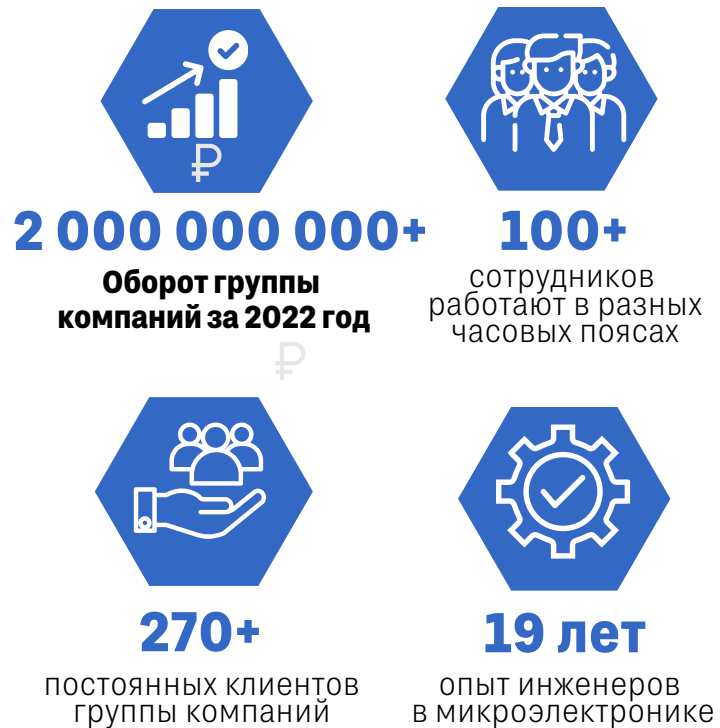 ₽
2 000 000 000+
Оборот группы
компаний за 2022 год
₽
100+
сотрудников
работают в разных
часовых поясах
270+
постоянных клиентов
группы компаний
19 лет
опыт инженеров
в микроэлектронике